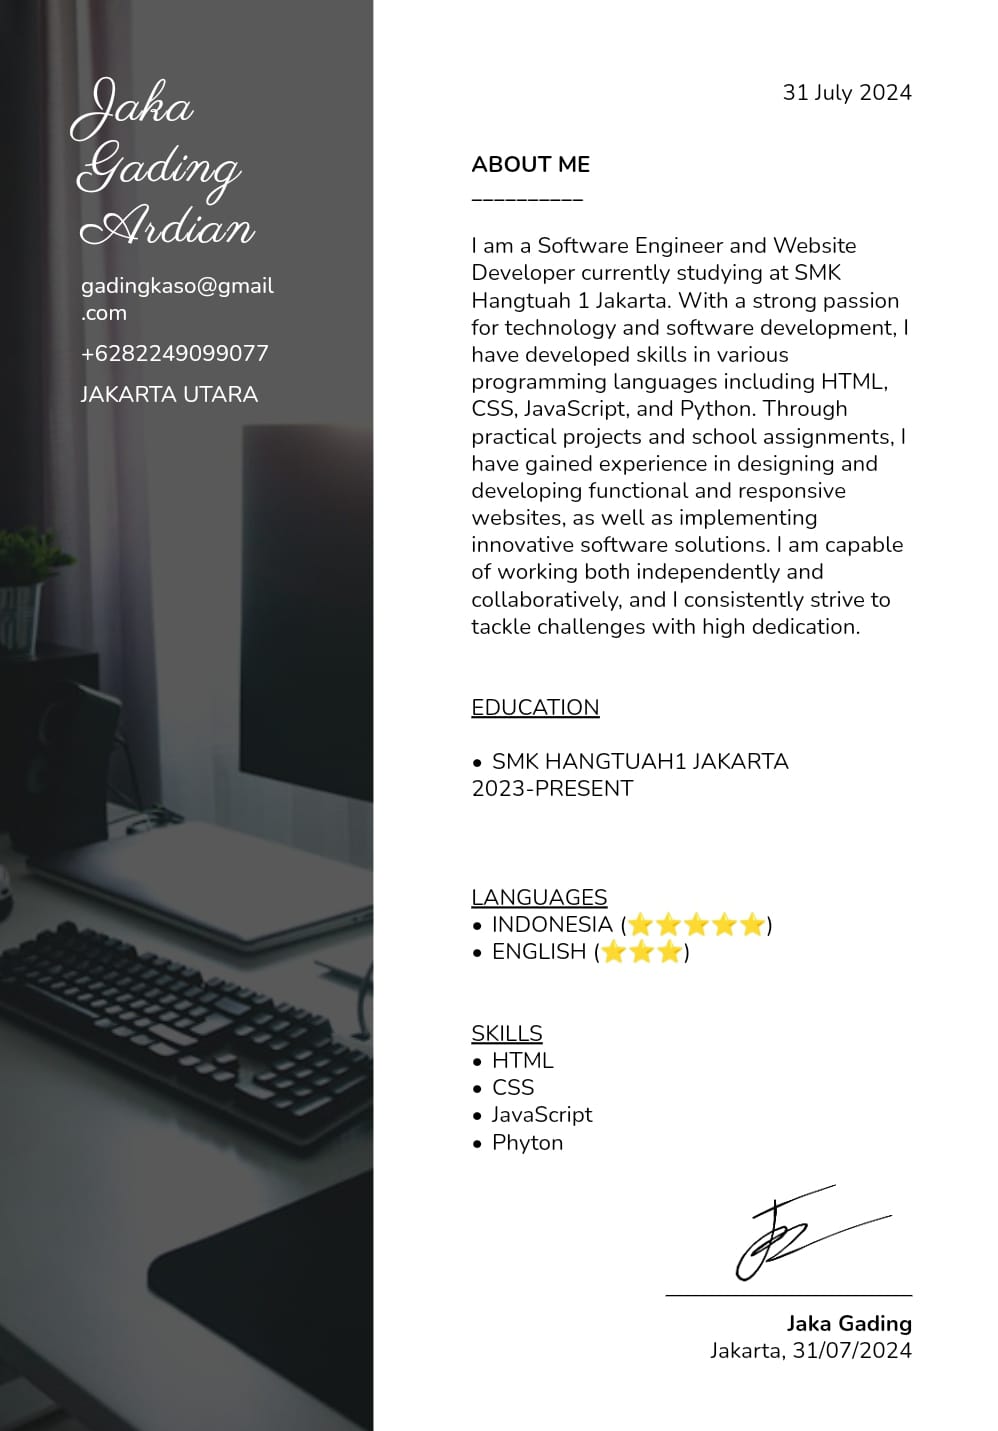 Jaka
Gading
Ardian
gadingkaso@gmail
.com
+6282249099077
JAKARTA UTARA
31 July 2024
ABOUT ME
__________
I am a Software Engineer and Website
Developer currently studying at SMK
Hangtuah 1 Jakarta. With a strong passion
for technology and software development, I
have developed skills in various
programming languages including HTML,
CSS, JavaScript, and Python. Through
practical projects and school assignments, I
have gained experience in designing and
developing functional and responsive
websites, as well as implementing
innovative software solutions. I am capable
of working both independently and
collaboratively, and I consistently strive to
tackle challenges with high dedication.
EDUCATION
• SMK HANGTUAH1 JAKARTA
2023-PRESENT
LANGUAGES
• INDONESIA (⭐⭐⭐⭐⭐)
• ENGLISH (⭐⭐⭐)
SKILLS
• HTML
• CSS
• JavaScript
• Phyton
Jaka Gading
Jakarta, 31/07/2024